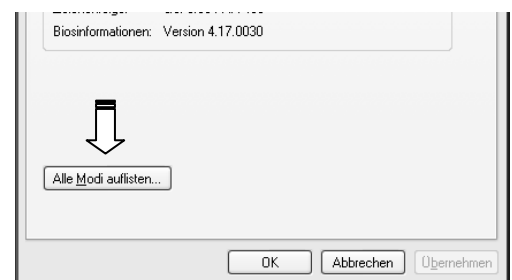 Biosinformationen: Version 4.17.0030
Alle Modi auflisten...
OK Abbrechen Übernehmen